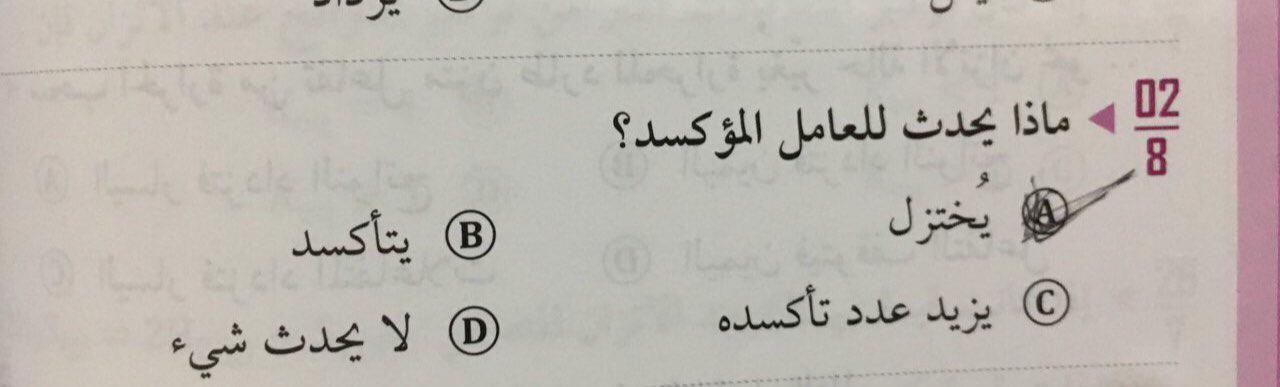 02
8
ماذا يحدث للعامل المؤكسد؟
A يُختزل
B يتأكسد
C يزيد عدد تأكسده
D لا يحدث شيء